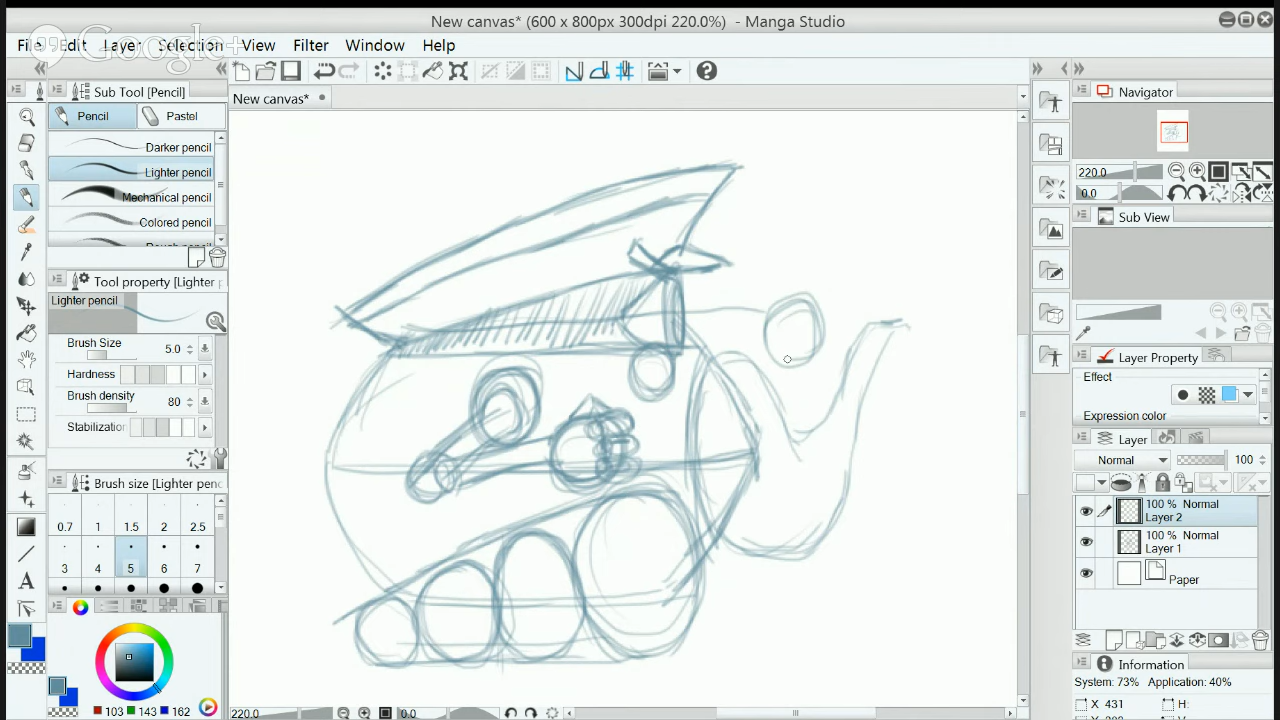 New canvas* (600 x 800px 300dpi 220.0%) - Manga Studio
File Edit Layer Selection View Filter Window Help
Google+
Sub Tool [Pencil]
New canvas*
Navigator
Pencil Pastel
Darker pencil
Lighter pencil
Mechanical pencil
Colored pencil
220.0
0.0
Sub View
Tool property [Lighter p
Lighter pencil
Brush Size 5.0
Hardness
Brush density 80
Stabilization
Layer Property
Effect
Expression color
Layer
Normal 100
Brush size [Lighter penc
0.7 1 1.5 2 2.5
3 4 5 6 7
100 % Normal
Layer 2
100 % Normal
Layer 1
Paper
Information
System: 73% Application: 40%
X 431 H:
103 143 162
220.0 0.0